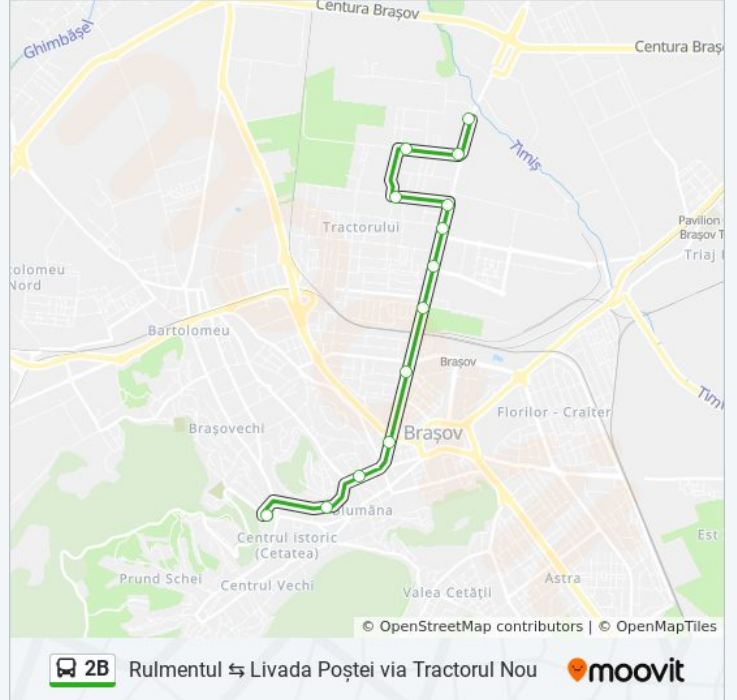 Centura Brașov
Ghimbășel
Centura Braș
Timiș
Pavilion
Brașov T
Tractorului
Triaj
colomeu
Nord
Bartolomeu
Brașov
Timi
Florilor - Craiter
Brașovechi
Brașov
Blumăna
Centrul istoric
(Cetatea)
Est
Prund Schei
Centrul Vechi
Astra
Valea Cetății
© OpenStreetMap contributors | © OpenMapTiles
2B Rulmentul ⇆ Livada Poștei via Tractorul Nou moovit